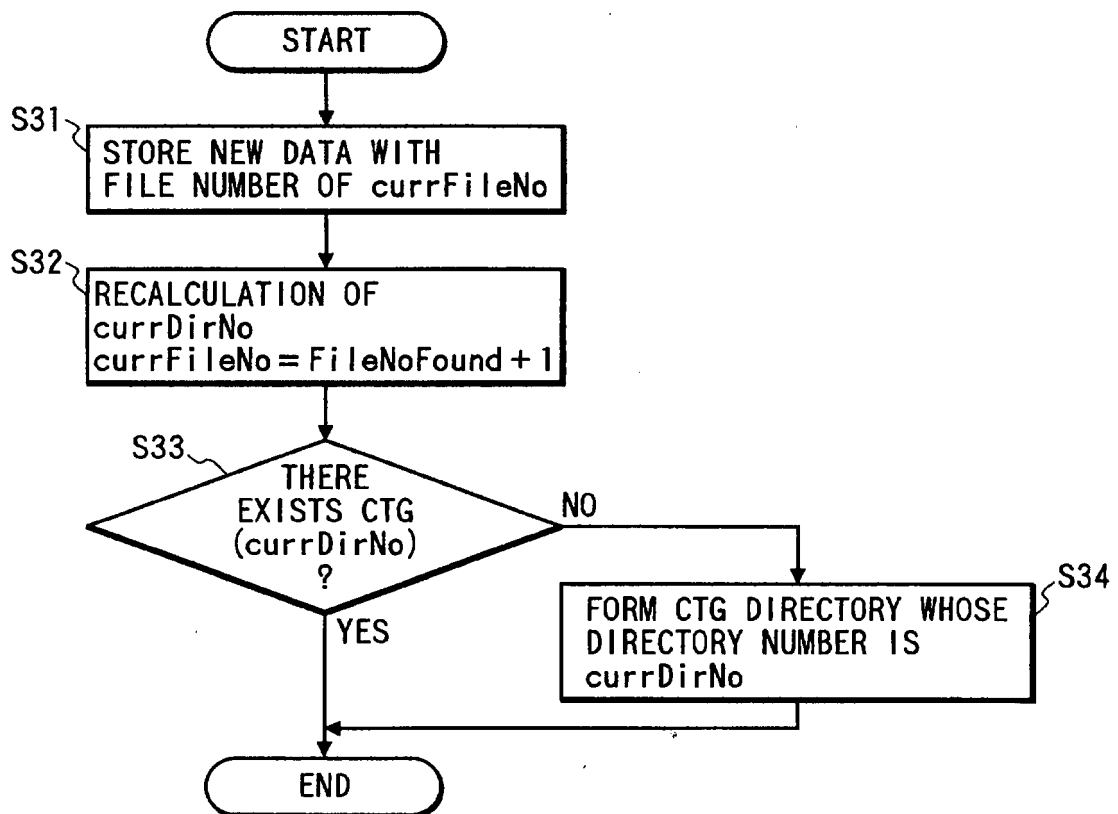 START
S31
STORE NEW DATA WITH
FILE NUMBER OF currFileNo
S32
RECALCULATION OF
currDirNo
currFileNo = FileNoFound + 1
S33
THERE
EXISTS CTG
(currDirNo)
?
NO
YES
S34
FORM CTG DIRECTORY WHOSE
DIRECTORY NUMBER IS
currDirNo
END